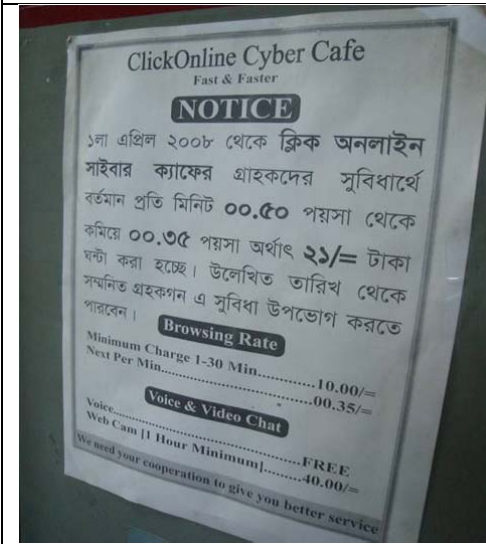 ClickOnline Cyber Cafe
Fast & Faster
NOTICE
১লা এপ্রিল ২০০৮ থেকে ক্লিক অনলাইন
সাইবার ক্যাফের গ্রাহকদের সুবিধার্থে
বর্তমান প্রতি মিনিট ০০.৫০ পয়সা থেকে
কমিয়ে ০০.৩৫ পয়সা অর্থাৎ ২১/= টাকা
ঘন্টা করা হচ্ছে। উলেখিত তারিখ থেকে
সম্মনিত গ্রহকগন এ সুবিধা উপভোগ করতে
পারবেন।
Browsing Rate
Minimum Charge 1-30 Min..............10.00/=
Next Per Min..............................00.35/=
Voice & Video Chat
Voice.....................................FREE
Web Cam [1 Hour Minimum].........40.00/=
We need your cooperation to give you better service